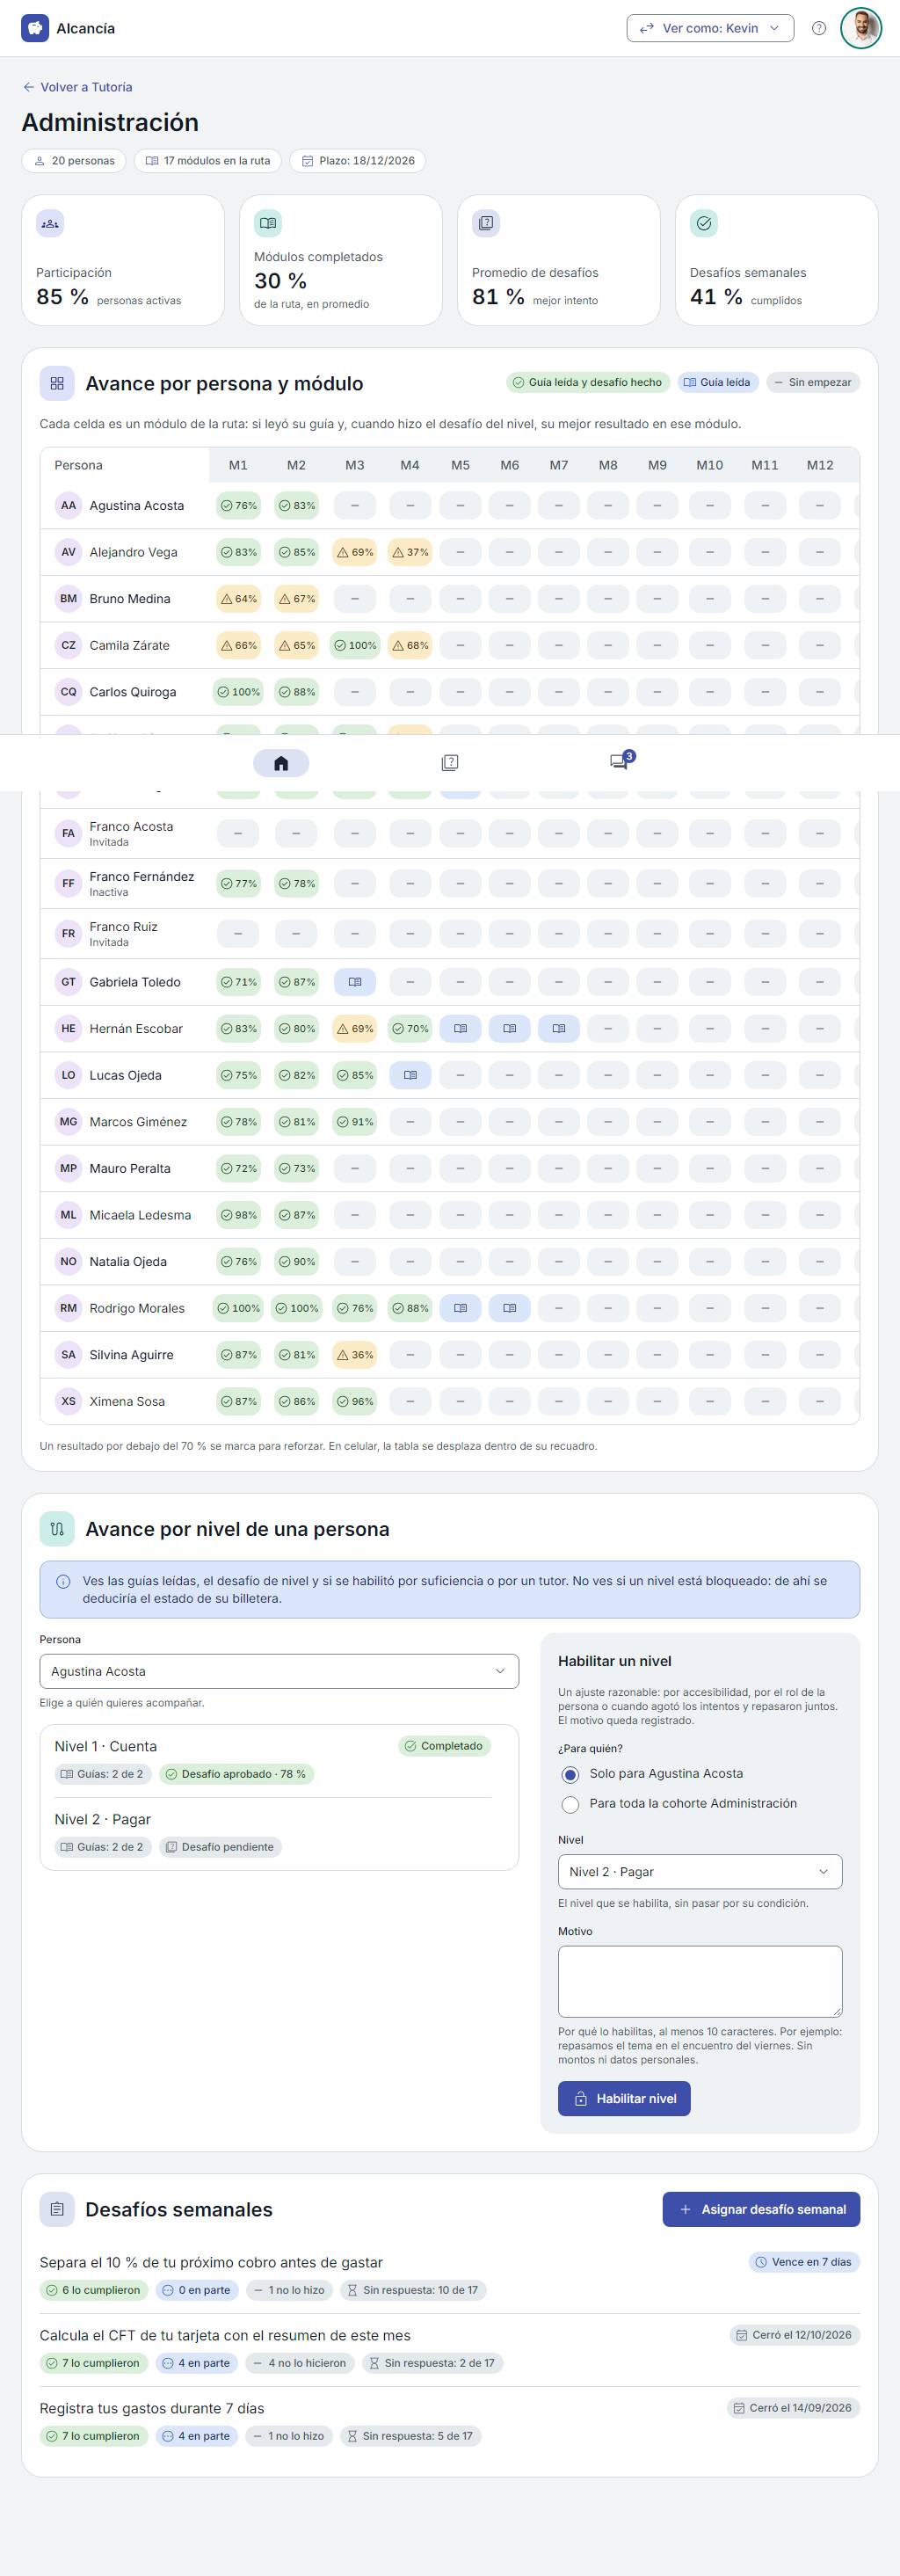 Alcancía
Ver como: Kevin
Volver a Tutoría
Administración
20 personas
17 módulos en la ruta
Plazo: 18/12/2026
Participación
85 % personas activas
Módulos completados
30 %
de la ruta, en promedio
Promedio de desafíos
81 % mejor intento
Desafíos semanales
41 % cumplidos
Avance por persona y módulo
Guía leída y desafío hecho
Guía leída
Sin empezar
Cada celda es un módulo de la ruta: si leyó su guía y, cuando hizo el desafío del nivel, su mejor resultado en ese módulo.
Persona M1 M2 M3 M4 M5 M6 M7 M8 M9 M10 M11 M12
AA Agustina Acosta 76% 83% – – – – – – – – – –
AV Alejandro Vega 83% 85% 69% 37% – – – – – – – –
BM Bruno Medina 64% 67% – – – – – – – – – –
CZ Camila Zárate 66% 65% 100% 68% – – – – – – – –
CQ Carlos Quiroga 100% 88% – – – – – – – – – –
3
FA Franco Acosta – – – – – – – – – – – –
Invitada
FF Franco Fernández 77% 78% – – – – – – – – – –
Inactiva
FR Franco Ruiz – – – – – – – – – – – –
Invitada
GT Gabriela Toledo 71% 87% – – – – – – – – –
HE Hernán Escobar 83% 80% 69% 70% – – – – –
LO Lucas Ojeda 75% 82% 85% – – – – – – – –
MG Marcos Giménez 78% 81% 91% – – – – – – – – –
MP Mauro Peralta 72% 73% – – – – – – – – – –
ML Micaela Ledesma 98% 87% – – – – – – – – – –
NO Natalia Ojeda 76% 90% – – – – – – – – – –
RM Rodrigo Morales 100% 100% 76% 88% – – – – – –
SA Silvina Aguirre 87% 81% 36% – – – – – – – – –
XS Ximena Sosa 87% 86% 96% – – – – – – – – –
Un resultado por debajo del 70 % se marca para reforzar. En celular, la tabla se desplaza dentro de su recuadro.
Avance por nivel de una persona
Ves las guías leídas, el desafío de nivel y si se habilitó por suficiencia o por un tutor. No ves si un nivel está bloqueado: de ahí se
deduciría el estado de su billetera.
Persona
Agustina Acosta
Elige a quién quieres acompañar.
Nivel 1 · Cuenta
Completado
Guías: 2 de 2
Desafío aprobado · 78 %
Nivel 2 · Pagar
Guías: 2 de 2
Desafío pendiente
Habilitar un nivel
Un ajuste razonable: por accesibilidad, por el rol de la
persona o cuando agotó los intentos y repasaron juntos.
El motivo queda registrado.
¿Para quién?
Solo para Agustina Acosta
Para toda la cohorte Administración
Nivel
Nivel 2 · Pagar
El nivel que se habilita, sin pasar por su condición.
Motivo
Por qué lo habilitas, al menos 10 caracteres. Por ejemplo:
repasamos el tema en el encuentro del viernes. Sin
montos ni datos personales.
Habilitar nivel
Desafíos semanales
Asignar desafío semanal
Separa el 10 % de tu próximo cobro antes de gastar
Vence en 7 días
6 lo cumplieron
0 en parte
1 no lo hizo
Sin respuesta: 10 de 17
Calcula el CFT de tu tarjeta con el resumen de este mes
Cerró el 12/10/2026
7 lo cumplieron
4 en parte
4 no lo hicieron
Sin respuesta: 2 de 17
Registra tus gastos durante 7 días
Cerró el 14/09/2026
7 lo cumplieron
4 en parte
1 no lo hizo
Sin respuesta: 5 de 17